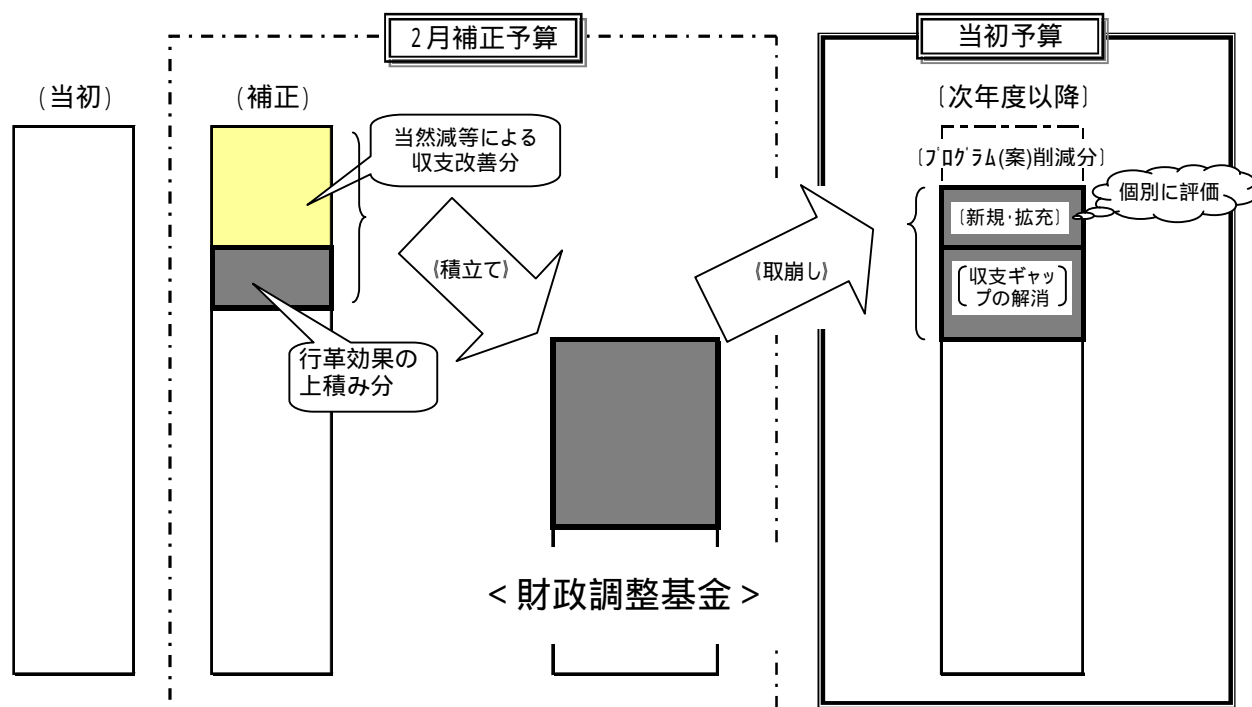 2月補正予算
当初予算
(当初)
(補正)
〔次年度以降〕
当然減等による
収支改善分
〔プログラム(案)削減分〕
個別に評価
〔新規・拡充〕
《積立て》
《取崩し》
〔収支ギャッ
プの解消〕
行革効果の
上積み分
<財政調整基金>